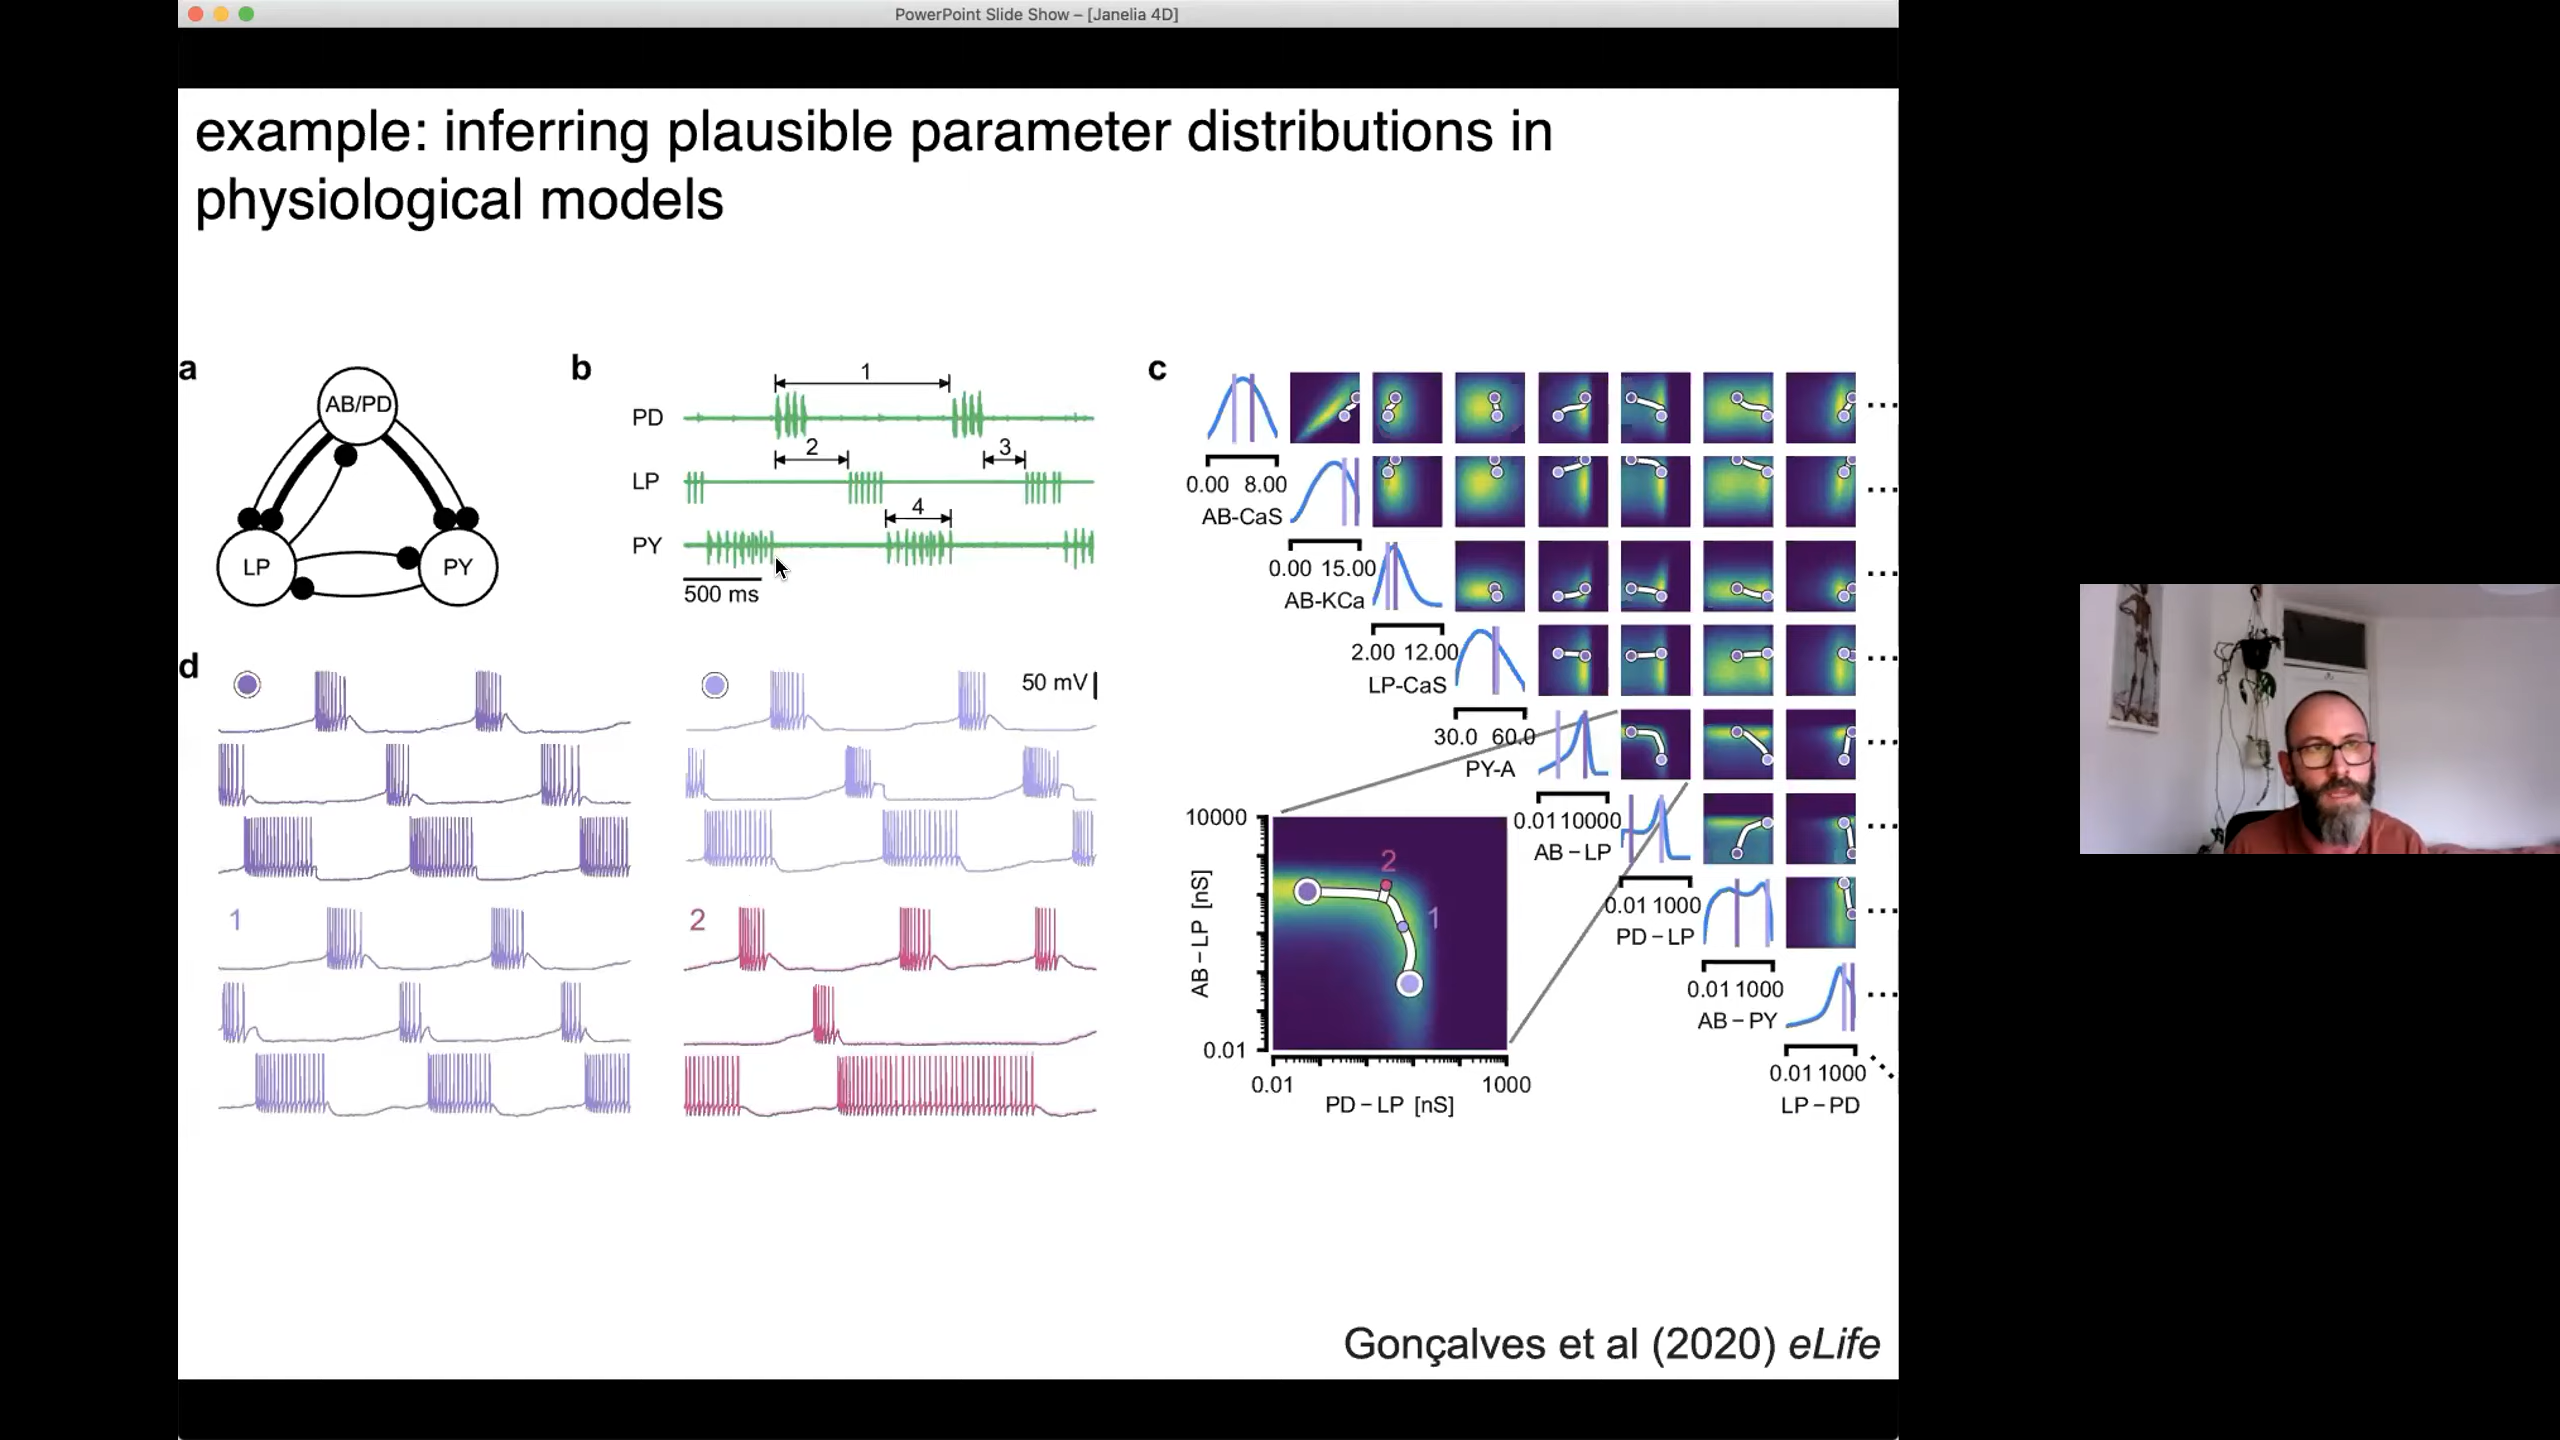 PowerPoint Slide Show – [Janelia 4D]
example: inferring plausible parameter distributions in
physiological models
a
AB/PD
LP
PY
b
1
PD
2
3
LP
4
PY
500 ms
c
0.00 8.00
AB-CaS
0.00 15.00
AB-KCa
2.00 12.00
LP-CaS
30.0 60.0
PY-A
0.01 10000
AB – LP
0.01 1000
PD – LP
0.01 1000
AB – PY
0.01 1000
LP – PD
10000
AB – LP [nS]
0.01
2
1
0.01
1000
PD – LP [nS]
d
50 mV
1
2
Gonçalves et al (2020) eLife